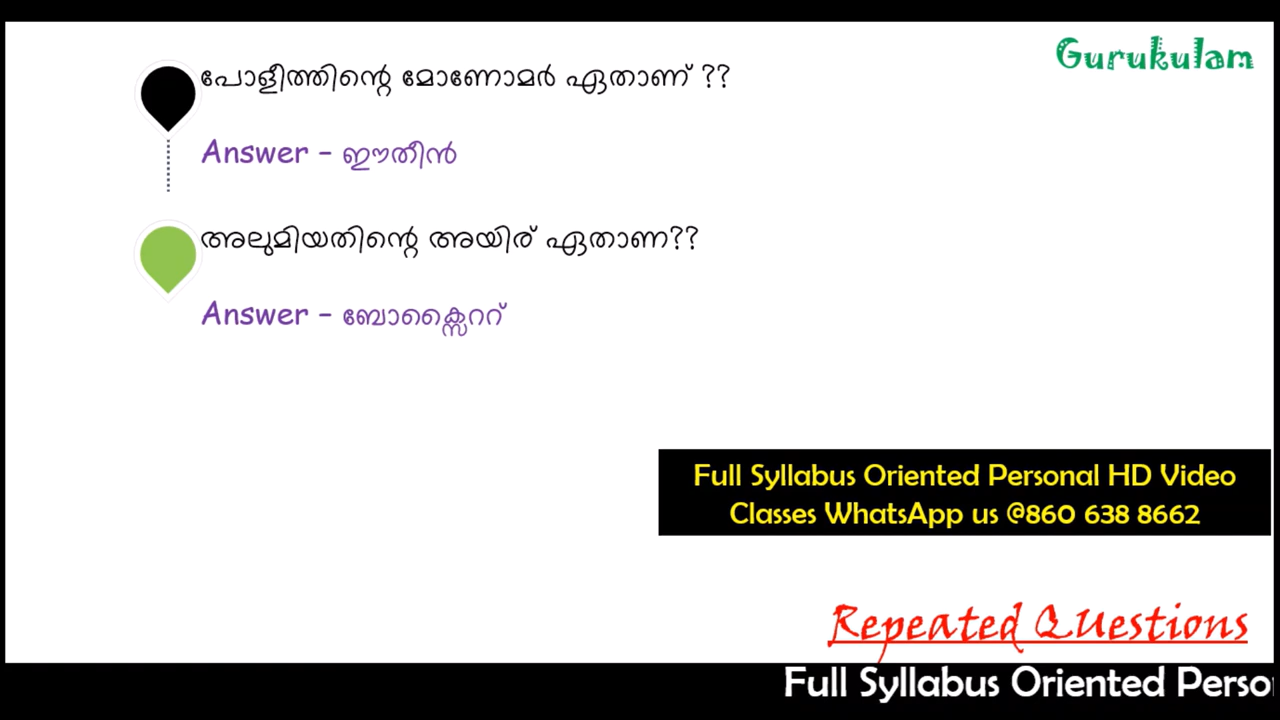 Gurukulam
പോളീത്തിന്റെ മോണോമർ ഏതാണ് ??
Answer – ഈതീൻ
അലുമിയതിന്റെ അയിര് ഏതാണ??
Answer – ബോക്സൈററ്
Full Syllabus Oriented Personal HD Video
Classes WhatsApp us @860 638 8662
Repeated QUestions
Full Syllabus Oriented Perso